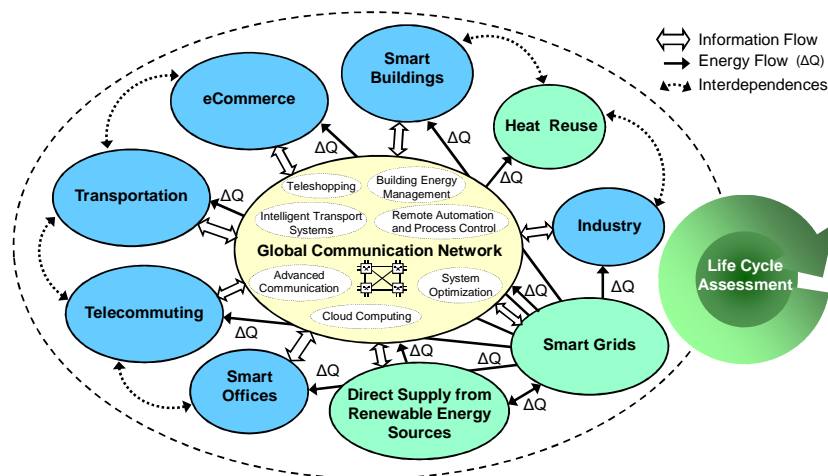 Smart
Buildings
Information Flow
Energy Flow (ΔQ)
Interdependences
eCommerce
Heat Reuse
ΔQ
ΔQ
ΔQ
Transportation
ΔQ
Teleshopping
Building Energy
Management
Intelligent Transport
Systems
Remote Automation
and Process Control
Industry
Global Communication Network
Advanced
Communication
System
Optimization
Cloud Computing
Life Cycle
Assessment
ΔQ
ΔQ
Telecommuting
ΔQ
Smart Grids
ΔQ
ΔQ
ΔQ
Smart
Offices
Direct Supply from
Renewable Energy
Sources
ΔQ